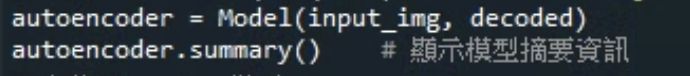 autoencoder = Model(input_img, decoded)
autoencoder.summary()    # 顯示模型摘要資訊